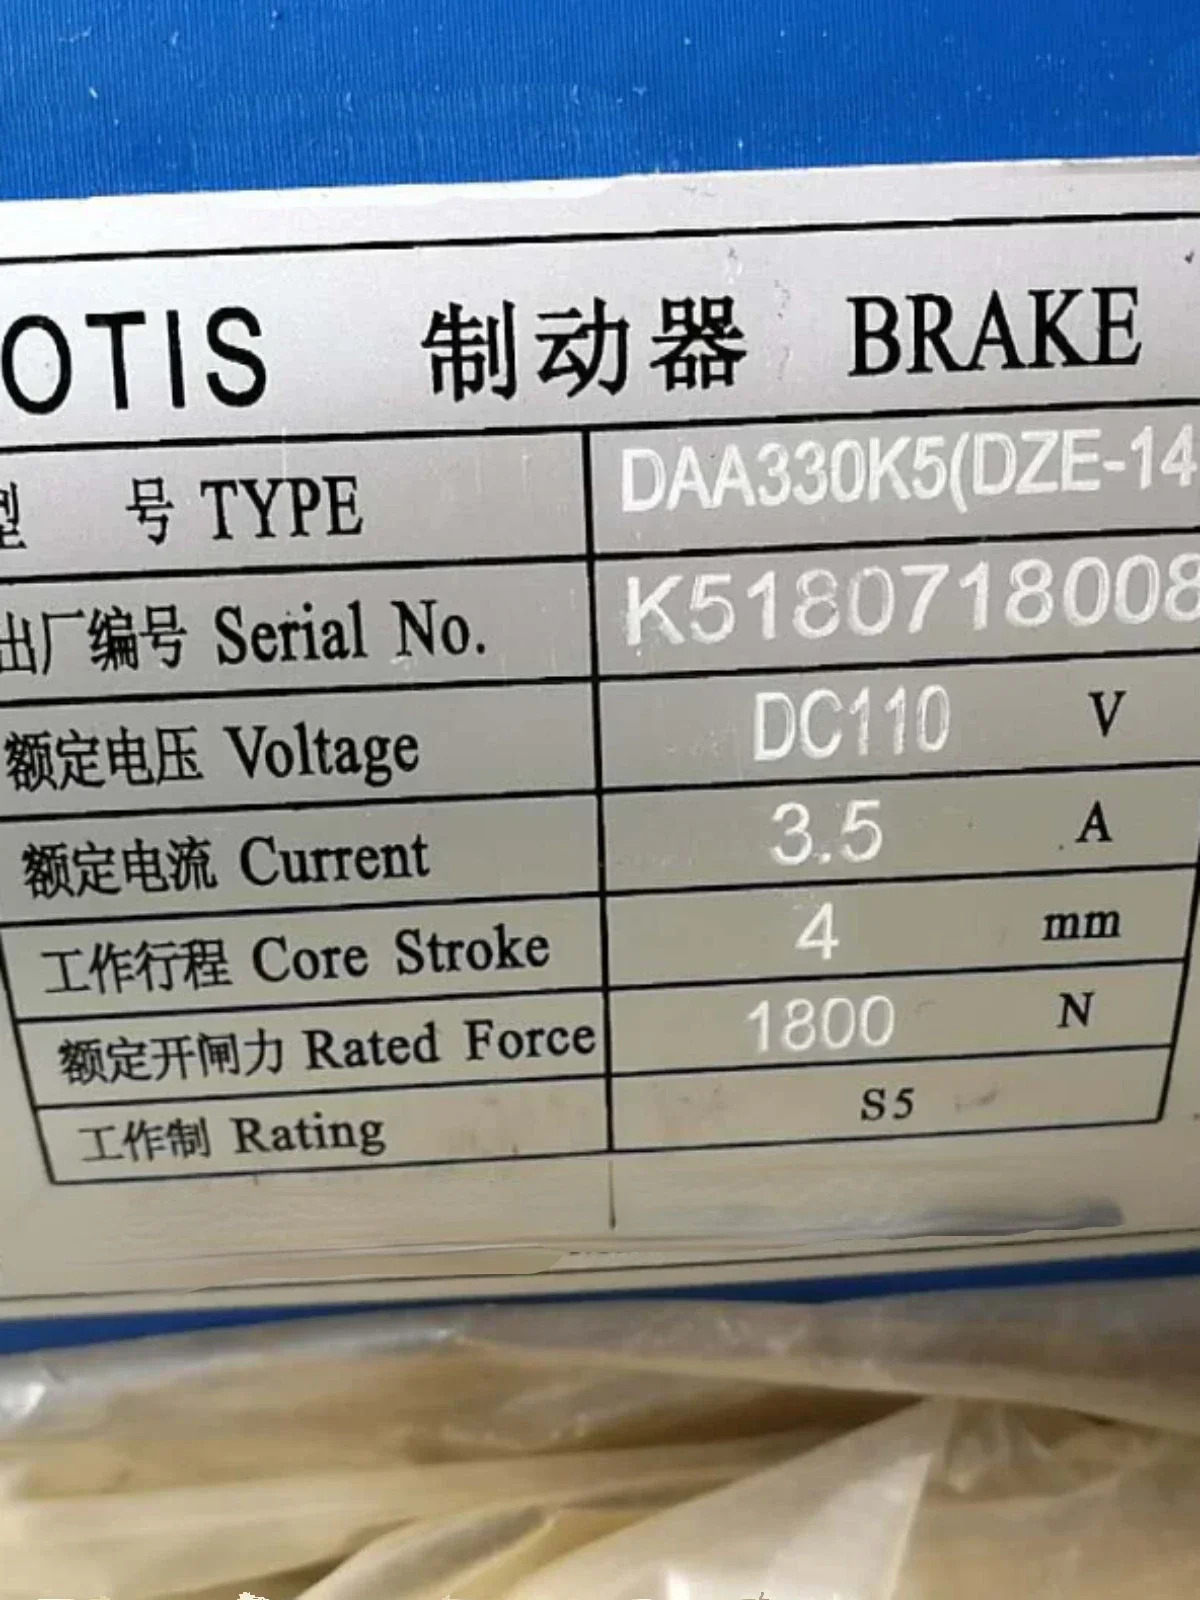 OTIS 制动器 BRAKE
型 号 TYPE DAA330K5(DZE-14
出厂编号 Serial No. K5180718008
额定电压 Voltage DC110 V
额定电流 Current 3.5 A
工作行程 Core Stroke 4 mm
额定开闸力 Rated Force 1800 N
工作制 Rating S5